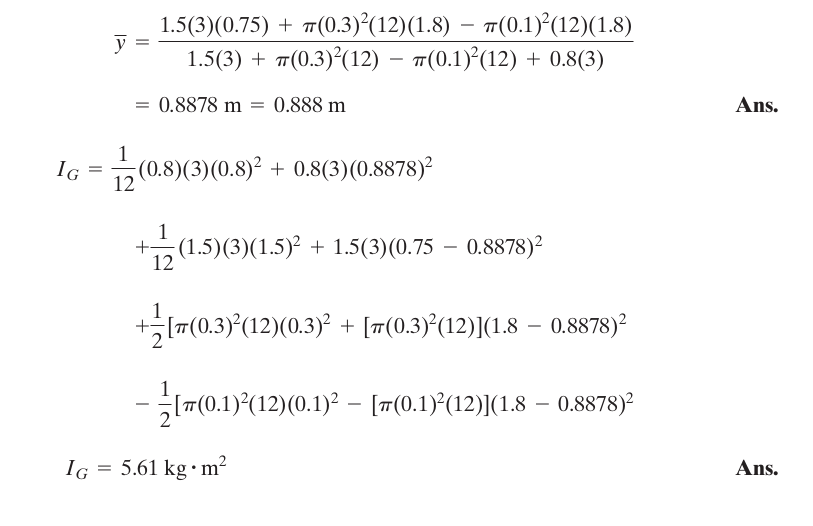 ȳ = 1.5(3)(0.75) + π(0.3)²(12)(1.8) − π(0.1)²(12)(1.8) / 1.5(3) + π(0.3)²(12) − π(0.1)²(12) + 0.8(3)
= 0.8878 m = 0.888 m Ans.
I_G = 1/12 (0.8)(3)(0.8)² + 0.8(3)(0.8878)²
+ 1/12 (1.5)(3)(1.5)² + 1.5(3)(0.75 − 0.8878)²
+ 1/2 [π(0.3)²(12)(0.3)² + [π(0.3)²(12)](1.8 − 0.8878)²
− 1/2 [π(0.1)²(12)(0.1)² − [π(0.1)²(12)](1.8 − 0.8878)²
I_G = 5.61 kg·m² Ans.